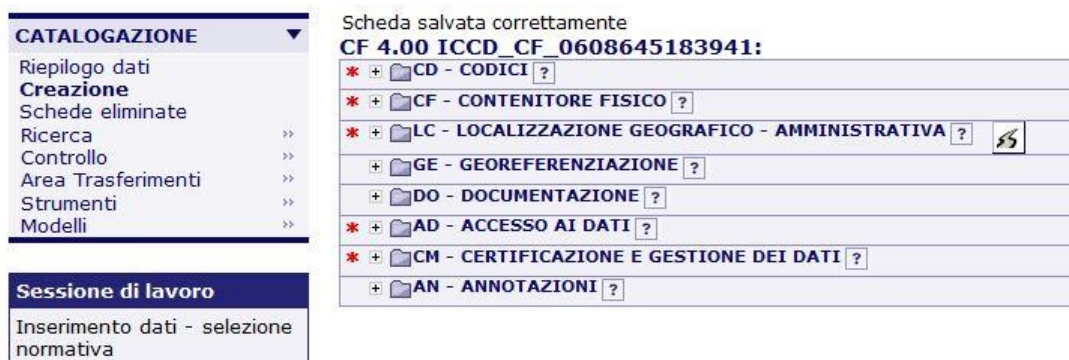 CATALOGAZIONE
Riepilogo dati
Creazione
Schede eliminate
Ricerca
Controllo
Area Trasferimenti
Strumenti
Modelli
Sessione di lavoro
Inserimento dati - selezione
normativa
Scheda salvata correttamente
CF 4.00 ICCD_CF_0608645183941:
* + CD - CODICI ?
* + CF - CONTENITORE FISICO ?
* + LC - LOCALIZZAZIONE GEOGRAFICO - AMMINISTRATIVA ?
+ GE - GEOREFERENZIAZIONE ?
+ DO - DOCUMENTAZIONE ?
* + AD - ACCESSO AI DATI ?
* + CM - CERTIFICAZIONE E GESTIONE DEI DATI ?
+ AN - ANNOTAZIONI ?